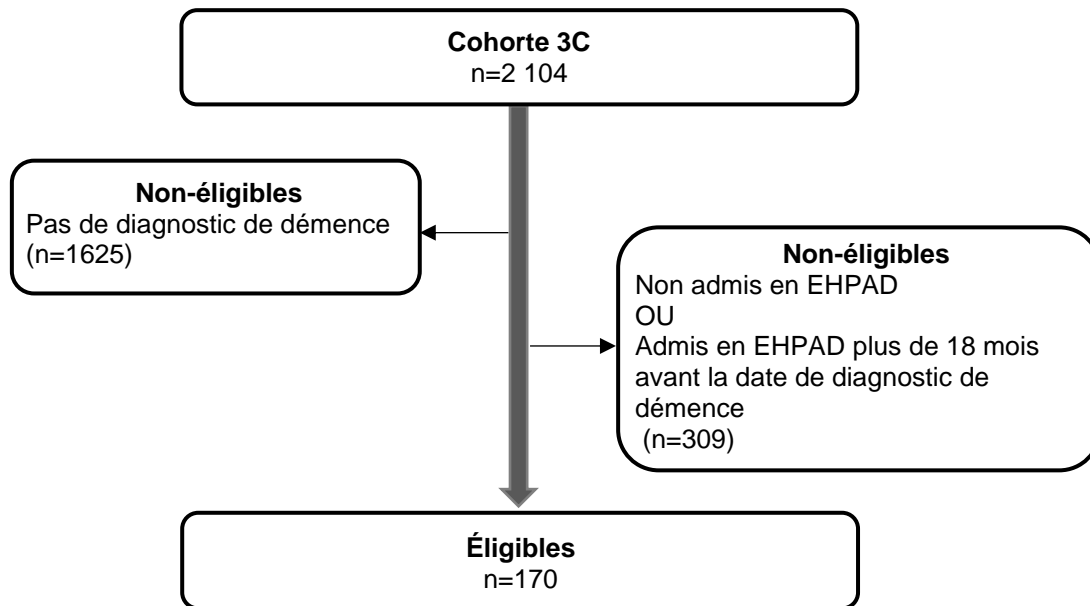 Cohorte 3C
n=2 104
Non-éligibles
Pas de diagnostic de démence
(n=1625)
Non-éligibles
Non admis en EHPAD
OU
Admis en EHPAD plus de 18 mois
avant la date de diagnostic de
démence
(n=309)
Éligibles
n=170